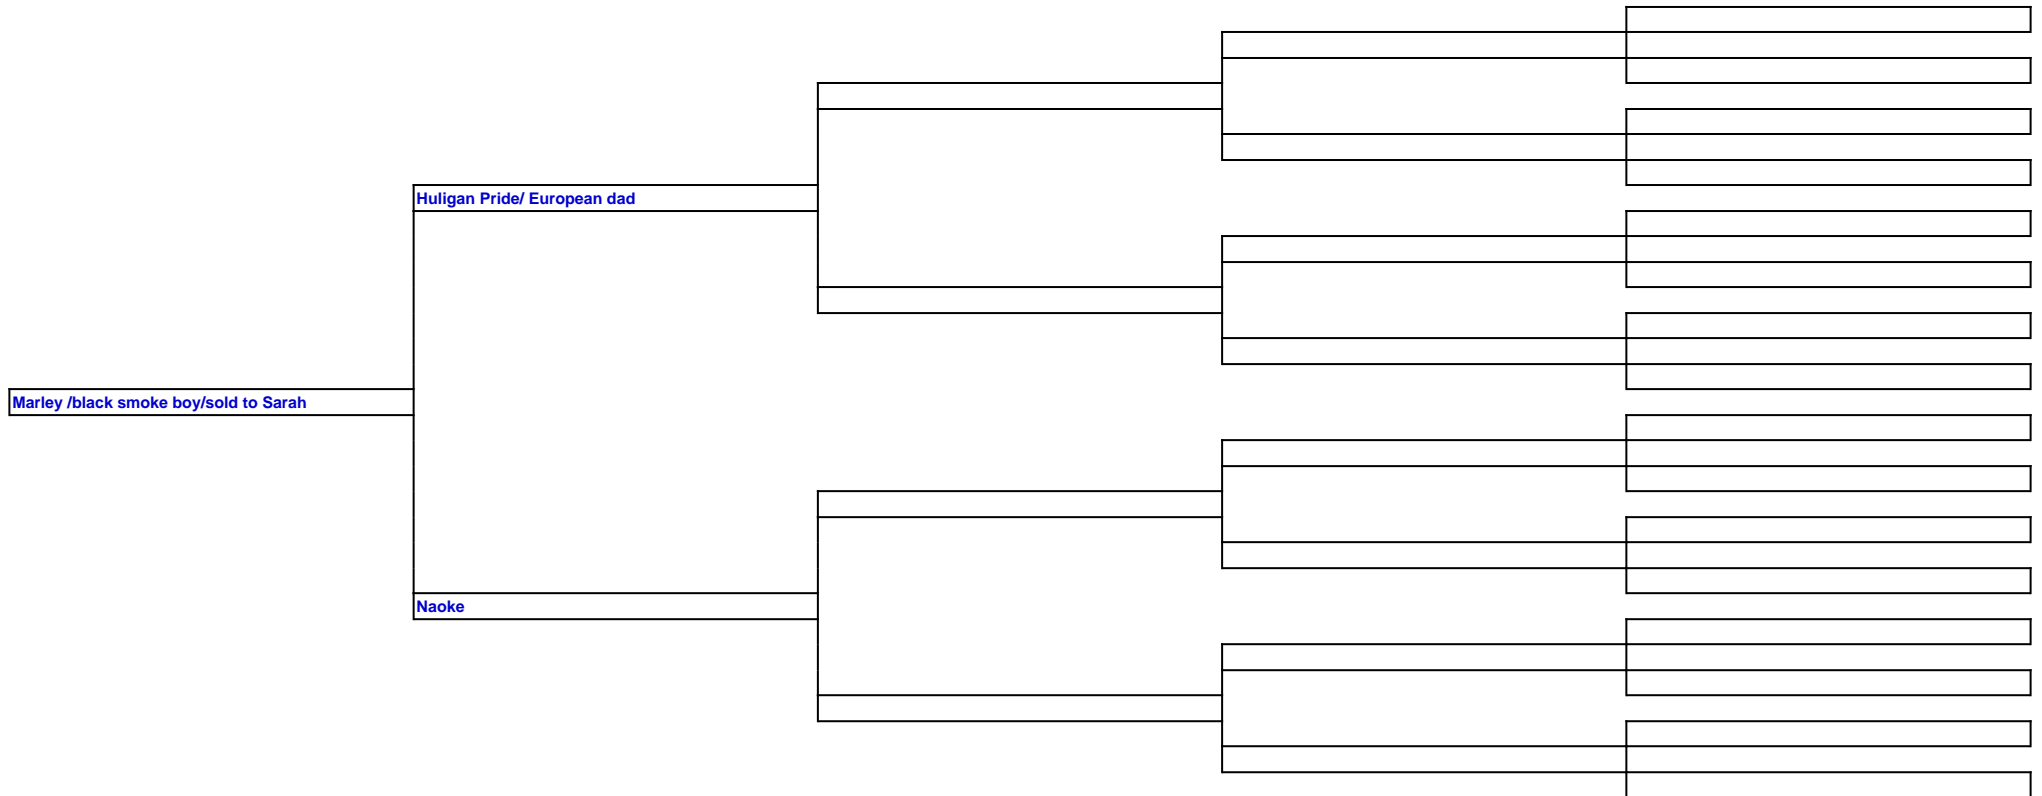 Huligan Pride/ European dad
Marley /black smoke boy/sold to Sarah
Naoke